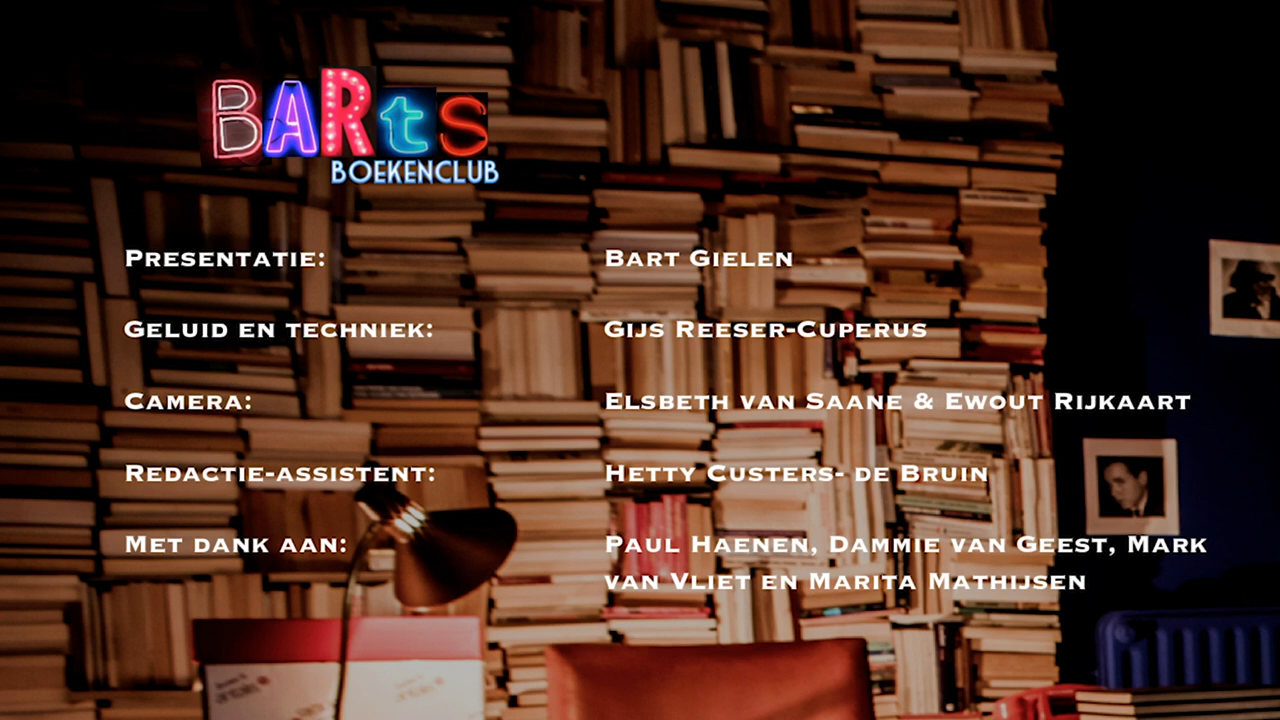 BARtS
BOEKENCLUB
Presentatie: Bart Gielen
Geluid en techniek: Gijs Reeser-Cuperus
Camera: Elsbeth van Saane & Ewout Rijkaart
Redactie-assistent: Hetty Custers- de Bruin
Met dank aan: Paul Haenen, Dammie van Geest, Mark
van Vliet en Marita Mathijsen